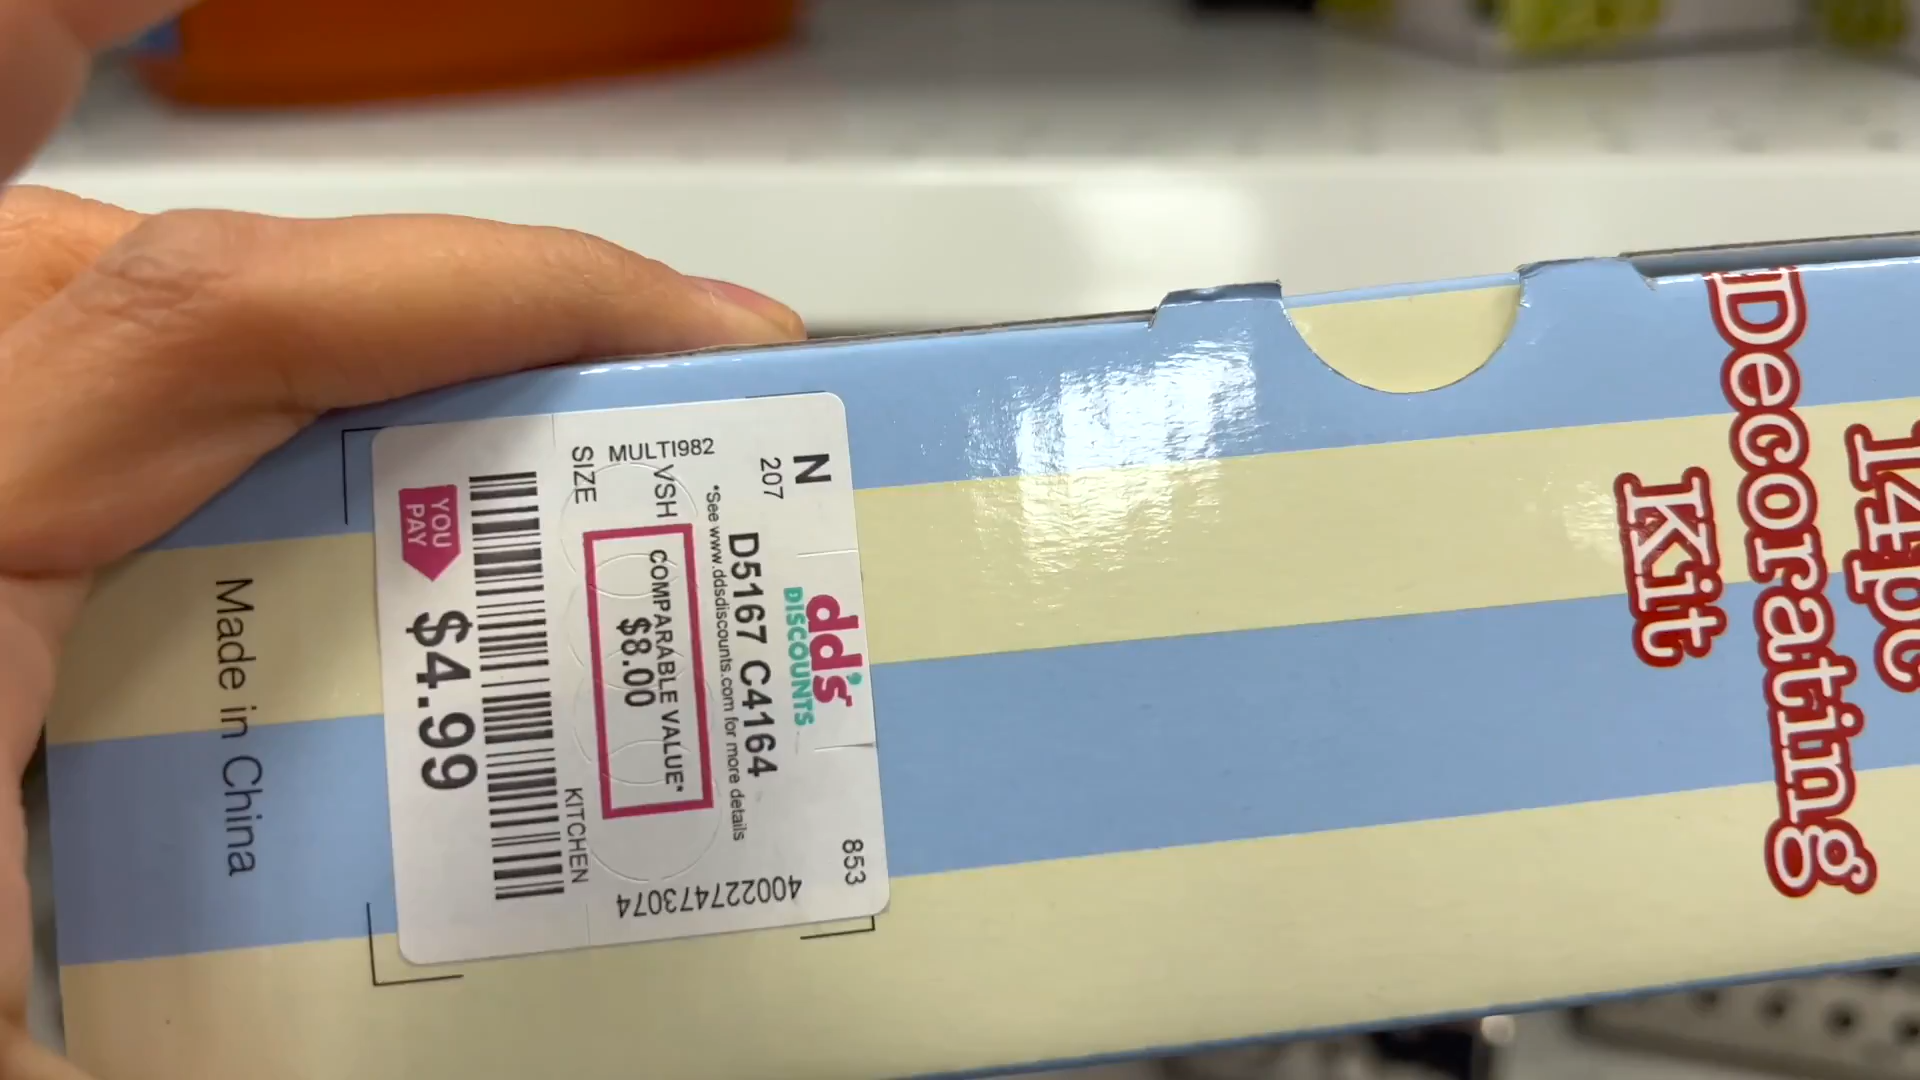 14pc
Decorating
Kit
dd's
DISCOUNTS
853
N
207
D5167 C4164
*See www.ddsdiscounts.com for more details
400227473074
MULTI982
VSH
COMPARABLE VALUE*
$8.00
SIZE
KITCHEN
YOU
PAY
$4.99
Made in China